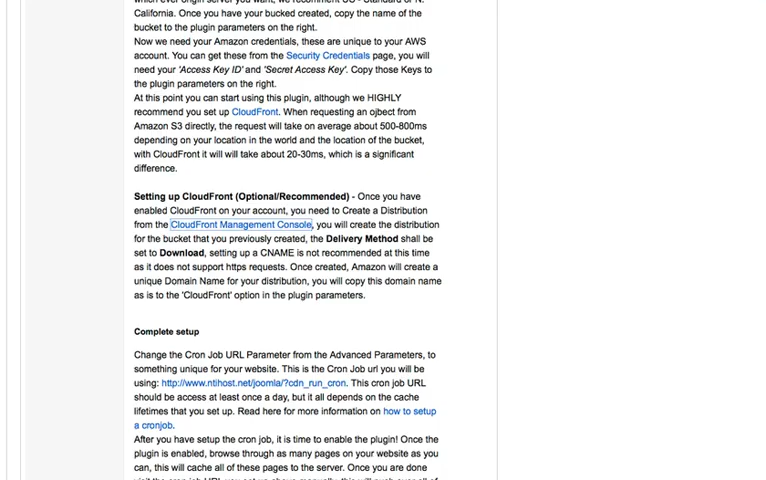 which ever origin server you want, we recommend US - Standard or N.
California. Once you have your bucked created, copy the name of the
bucket to the plugin parameters on the right.
Now we need your Amazon credentials, these are unique to your AWS
account. You can get these from the Security Credentials page, you will
need your 'Access Key ID' and 'Secret Access Key'. Copy those Keys to
the plugin parameters on the right.
At this point you can start using this plugin, although we HIGHLY
recommend you set up CloudFront. When requesting an ojbect from
Amazon S3 directly, the request will take on average about 500-800ms
depending on your location in the world and the location of the bucket,
with CloudFront it will will take about 20-30ms, which is a significant
difference.
Setting up CloudFront (Optional/Recommended) - Once you have
enabled CloudFront on your account, you need to Create a Distribution
from the CloudFront Management Console, you will create the distribution
for the bucket that you previously created, the Delivery Method shall be
set to Download, setting up a CNAME is not recommended at this time
as it does not support https requests. Once created, Amazon will create a
unique Domain Name for your distribution, you will copy this domain name
as is to the 'CloudFront' option in the plugin parameters.
Complete setup
Change the Cron Job URL Parameter from the Advanced Parameters, to
something unique for your website. This is the Cron Job url you will be
using: http://www.ntihost.net/joomla/?cdn_run_cron. This cron job URL
should be access at least once a day, but it all depends on the cache
lifetimes that you set up. Read here for more information on how to setup
a cronjob.
After you have setup the cron job, it is time to enable the plugin! Once the
plugin is enabled, browse through as many pages on your website as you
can, this will cache all of these pages to the server. Once you are done